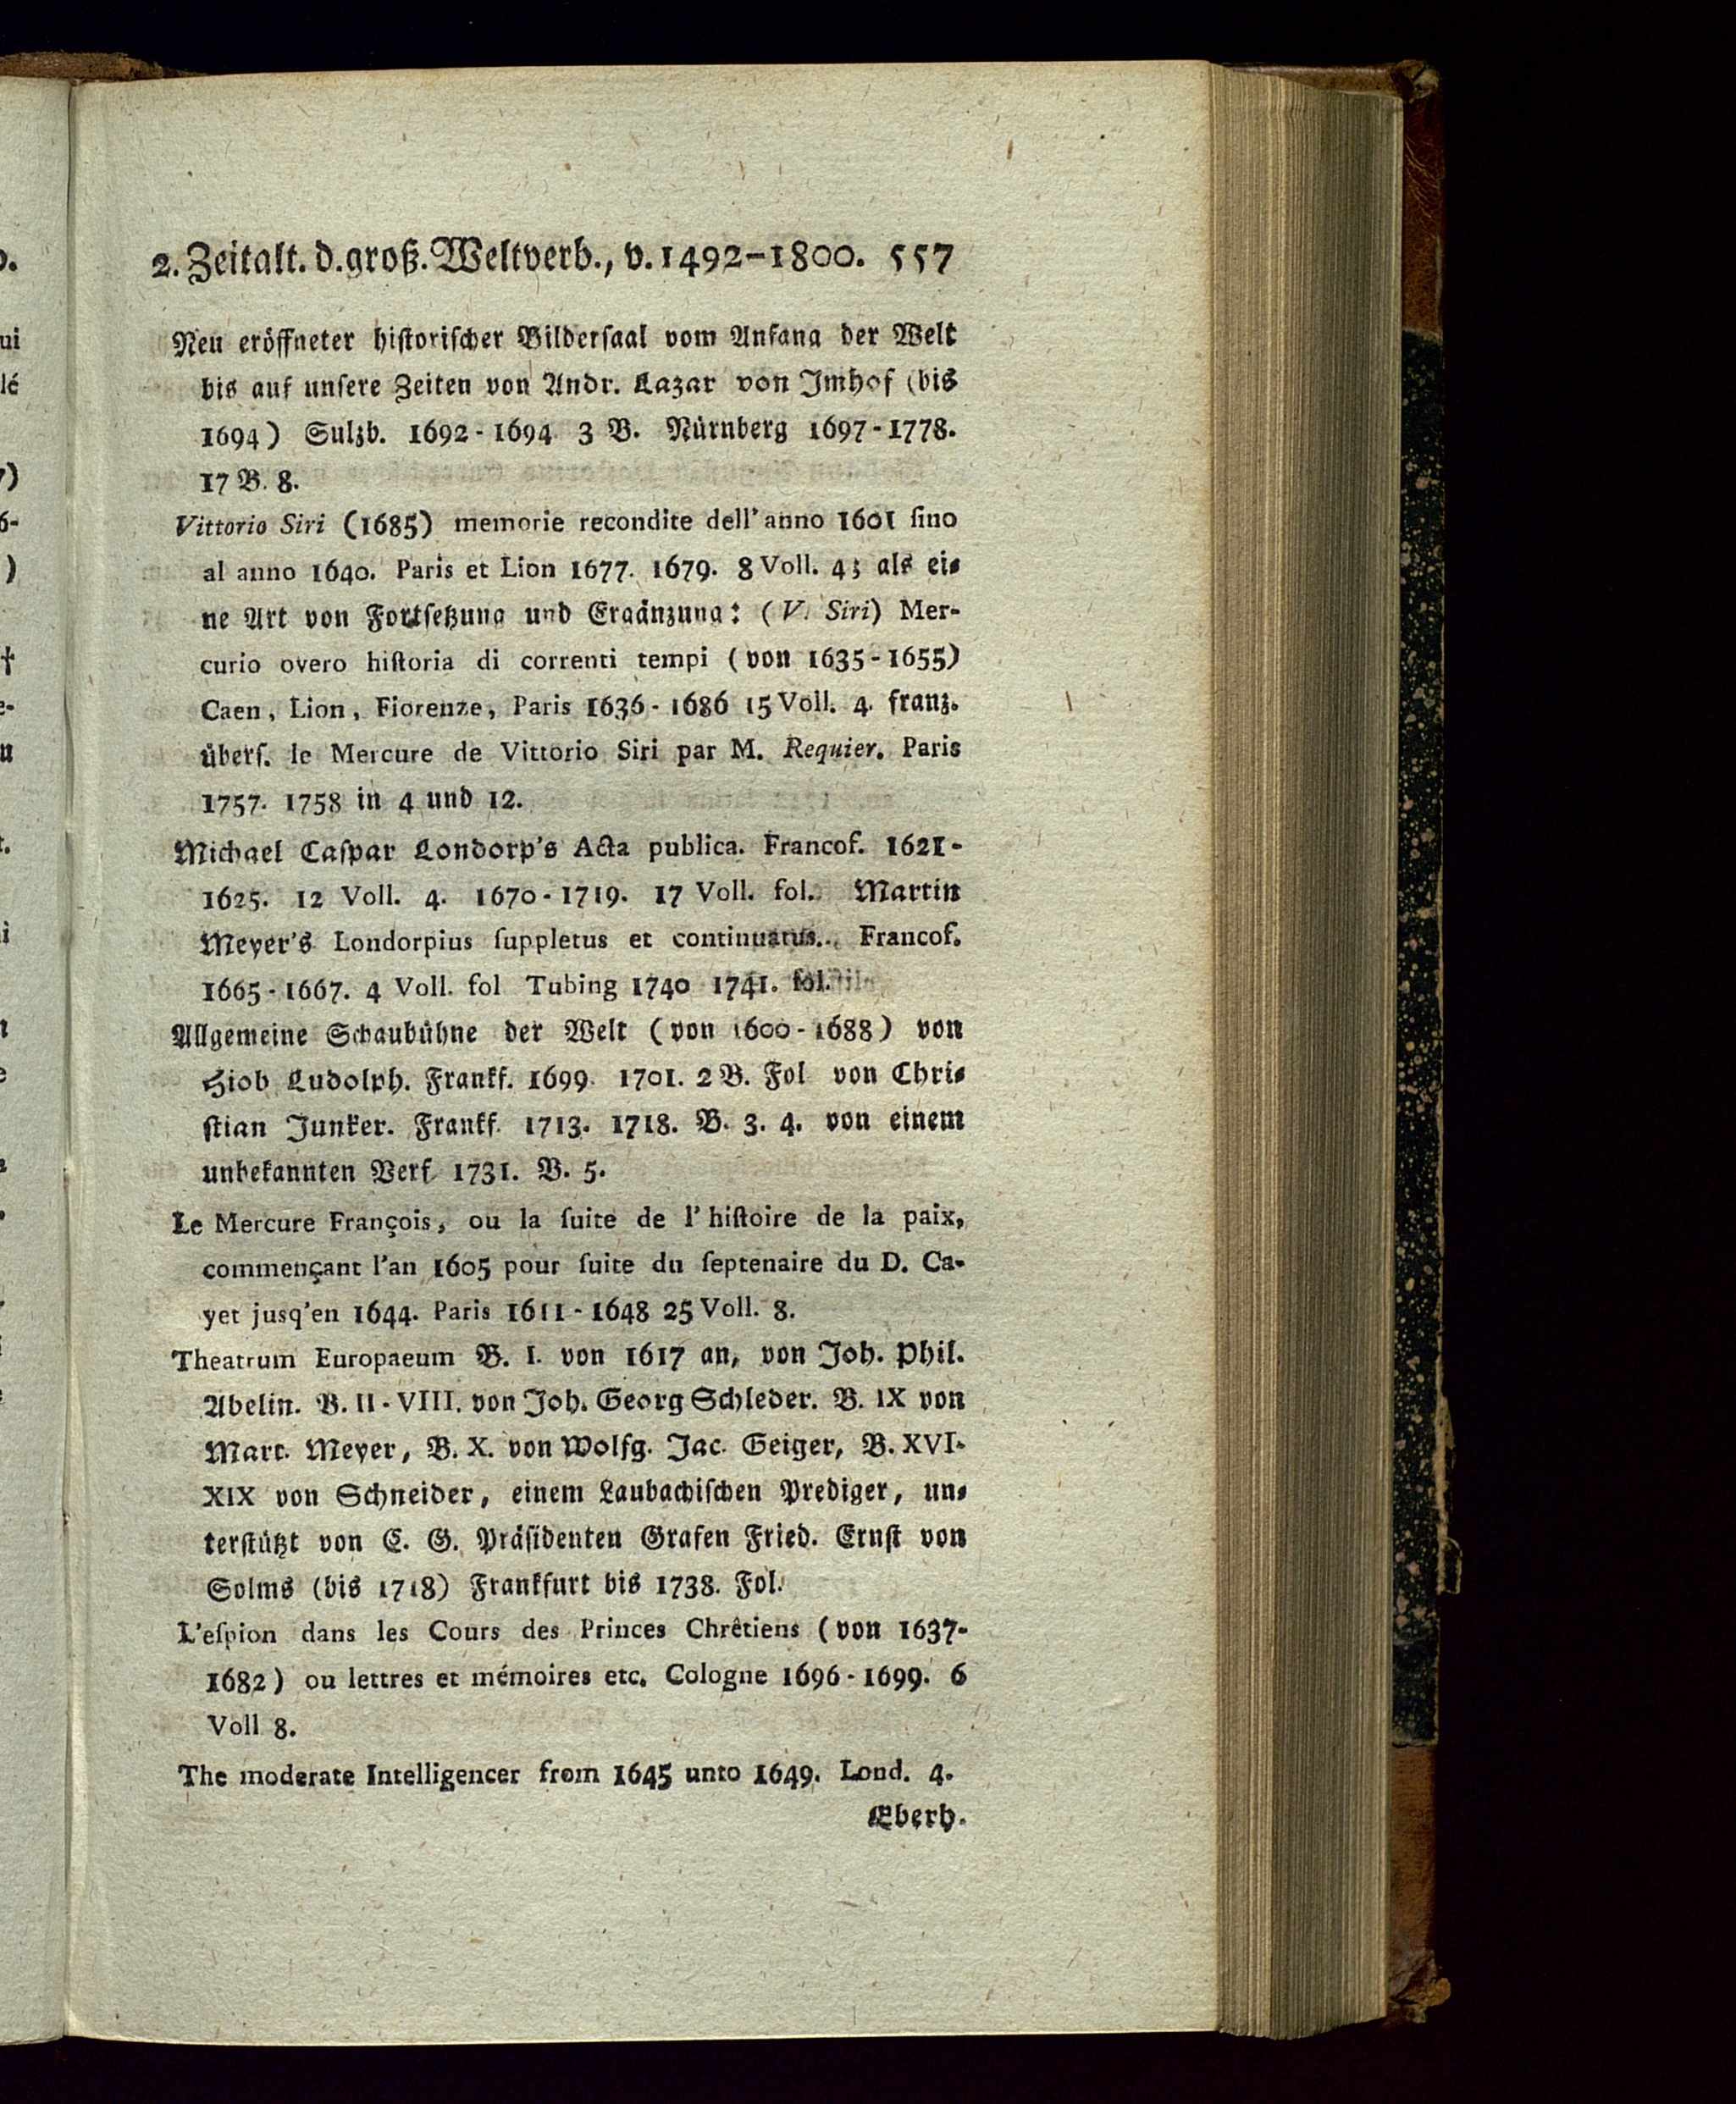 2. Zeitalt. d. groß. Weltverb., v. 1492-1800. 557
Neu eröffneter historischer Bildersaal vom Anfang der Welt
bis auf unsere Zeiten von Andr. Lazar von Imhof (bis
1694) Sulzb. 1692-1694 3 B. Nürnberg 1697-1778.
17 B. 8.
Vittorio Siri (1685) memorie recondite dell'anno 1601 ſino
al anno 1640. Paris et Lion 1677. 1679. 8 Voll. 4; als ei-
ne Art von Fortsetzung und Ergänzung: (V. Siri) Mer-
curio overo hiſtoria di correnti tempi (von 1635-1655)
Caen, Lion, Fiorenze, Paris 1636-1686 15 Voll. 4. franz.
übers. le Mercure de Vittorio Siri par M. Requier. Paris
1757. 1758 in 4 und 12.
Michael Caspar Londorp's Acta publica. Francof. 1621-
1625. 12 Voll. 4. 1670-1719. 17 Voll. fol. Martin
Meyer's Londorpius ſuppletus et continuatus.. Francof.
1665-1667. 4 Voll. fol Tubing 1740 1741. fol.
Allgemeine Schaubühne der Welt (von 1600-1688) von
Hiob Ludolph. Frankf. 1699. 1701. 2 B. Fol von Chri-
stian Junker. Frankf. 1713. 1718. B. 3. 4. von einem
unbekannten Verf. 1731. B. 5.
Le Mercure François, ou la ſuite de l'hiſtoire de la paix,
commençant l'an 1605 pour ſuite du ſeptenaire du D. Ca-
yet jusq'en 1644. Paris 1611-1648 25 Voll. 8.
Theatrum Europaeum B. I. von 1617 an, von Joh. Phil.
Abelin. B. II-VIII. von Joh. Georg Schleder. B. IX von
Mart. Meyer, B. X. von Wolfg. Jac. Geiger, B. XVI-
XIX von Schneider, einem Laubachischen Prediger, un-
terstützt von C. G. Präsidenten Grafen Fried. Ernst von
Solms (bis 1718) Frankfurt bis 1738. Fol.
L'eſpion dans les Cours des Princes Chrêtiens (von 1637-
1682) ou lettres et mémoires etc. Cologne 1696-1699. 6
Voll 8.
The moderate Intelligencer from 1645 unto 1649. Lond. 4.
Eberh.